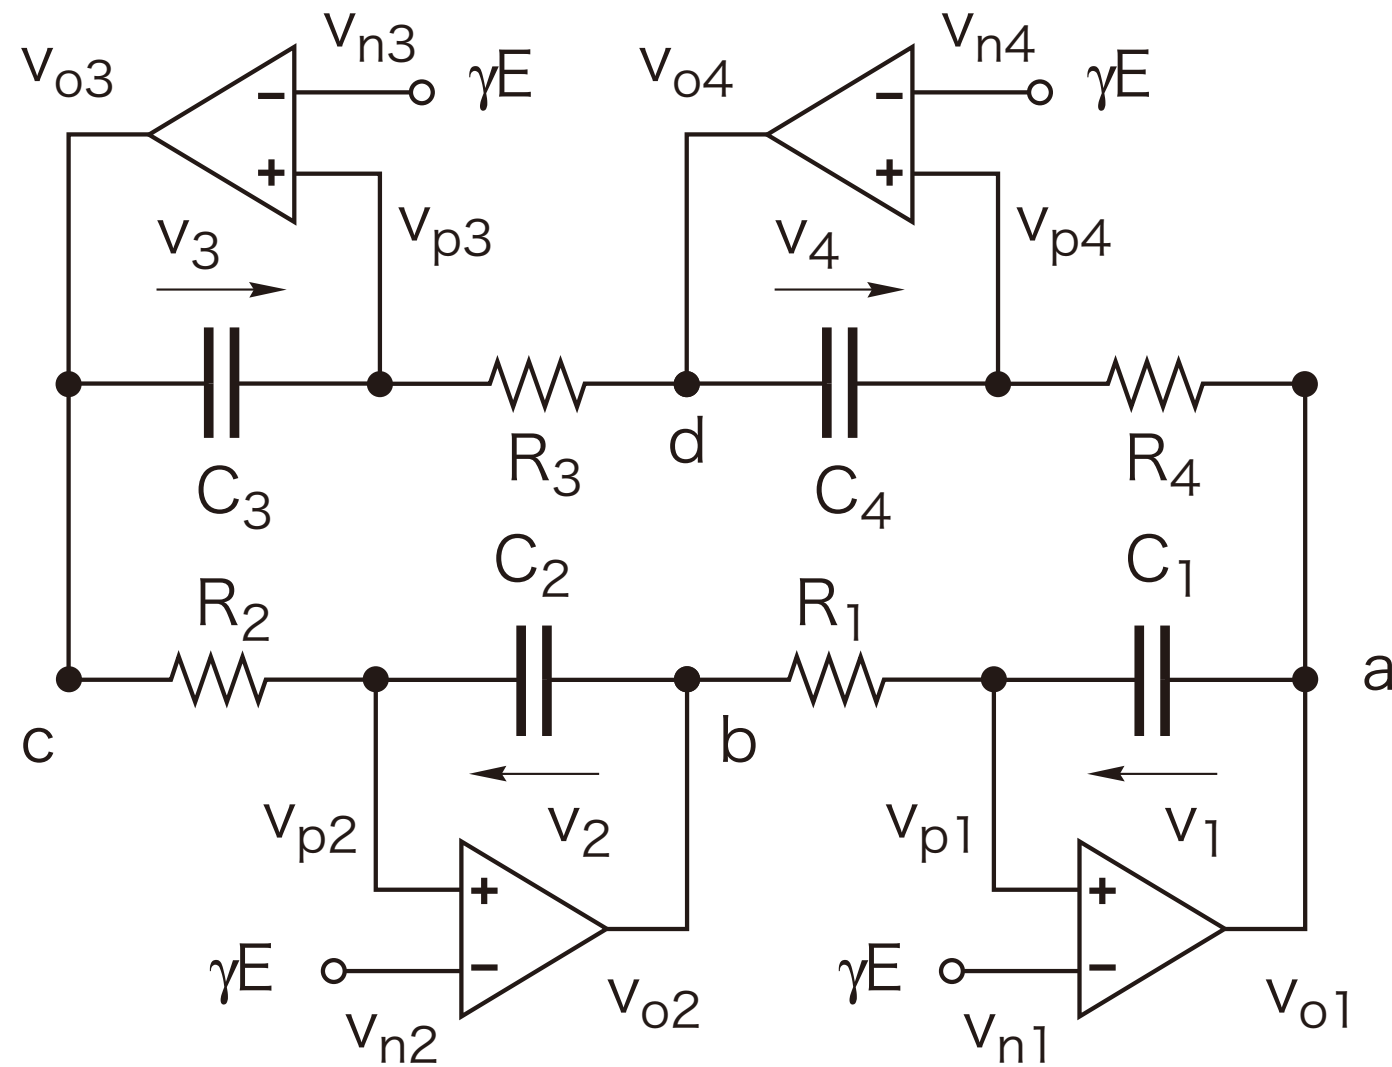 vn3
vn4
vo3
γE
vo4
γE
−
−
+
+
v3
vp3
v4
vp4
R3
d
R4
C3
C4
C2
C1
R2
R1
a
c
b
vp2
v2
vp1
v1
+
+
γE
−
γE
−
vn2
vo2
vn1
vo1